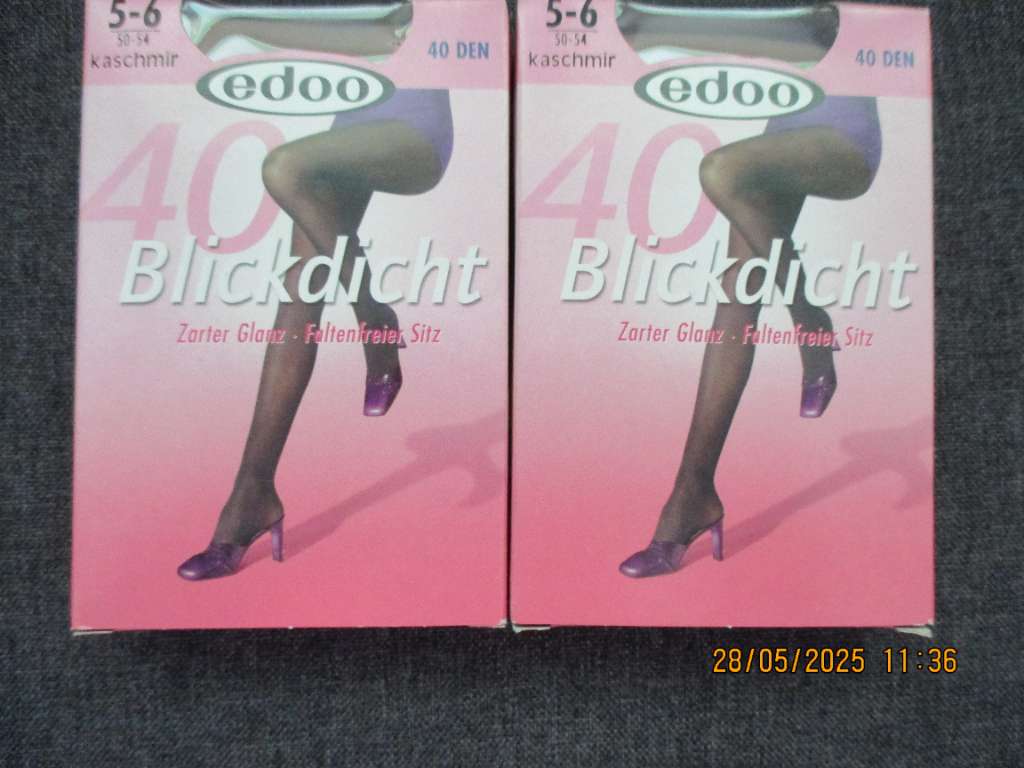 5-6
50-54
kaschmir
40 DEN
edoo
40
Blickdicht
Zarter Glanz · Faltenfreier Sitz
5-6
50-54
kaschmir
40 DEN
edoo
40
Blickdicht
Zarter Glanz · Faltenfreier Sitz
28/05/2025 11:36